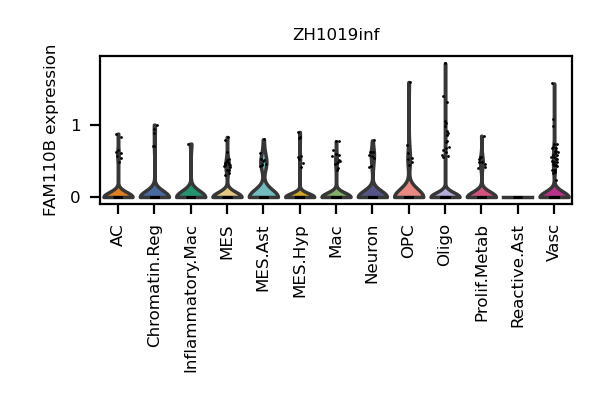 ZH1019inf
FAM110B expression
1
0
AC
Chromatin.Reg
Inflammatory.Mac
MES
MES.Ast
MES.Hyp
Mac
Neuron
OPC
Oligo
Prolif.Metab
Reactive.Ast
Vasc